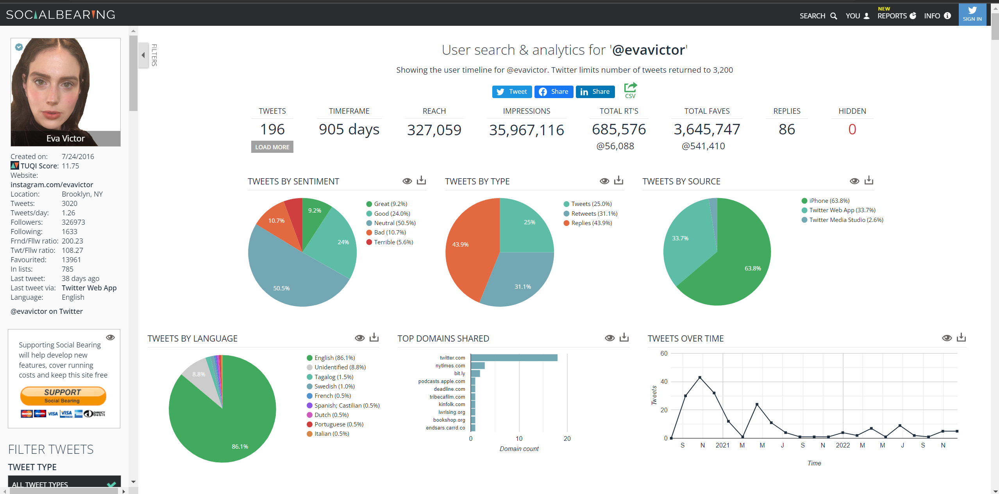 SOCIALBEARING
SEARCH
YOU
NEW
REPORTS
INFO
SIGN IN
Eva Victor
Created on: 7/24/2016
TUQI Score: 11.75
Website:
instagram.com/evavictor
Location: Brooklyn, NY
Tweets: 3020
Tweets/day: 1.26
Followers: 326973
Following: 1633
Frnd/Fllw ratio: 200.23
Twt/Fllw ratio: 108.27
Favourited: 13961
In lists: 785
Last tweet: 38 days ago
Last tweet via: Twitter Web App
Language: English
@evavictor on Twitter
Supporting Social Bearing
will help develop new
features, cover running
costs and keep this site free
SUPPORT
Social Bearing
VISA
VISA
DIRECT
Debit
FILTER TWEETS
TWEET TYPE
ALL TWEET TYPES
FILTERS
User search & analytics for '@evavictor'
Showing the user timeline for @evavictor. Twitter limits number of tweets returned to 3,200
Tweet
Share
Share
CSV
TWEETS
196
LOAD MORE
TIMEFRAME
905 days
REACH
327,059
IMPRESSIONS
35,967,116
TOTAL RT'S
685,576
@56,088
TOTAL FAVES
3,645,747
@541,410
REPLIES
86
HIDDEN
0
TWEETS BY SENTIMENT
9.2%
24%
50.5%
10.7%
Great (9.2%)
Good (24.0%)
Neutral (50.5%)
Bad (10.7%)
Terrible (5.6%)
TWEETS BY TYPE
25%
31.1%
43.9%
Tweets (25.0%)
Retweets (31.1%)
Replies (43.9%)
TWEETS BY SOURCE
33.7%
63.8%
iPhone (63.8%)
Twitter Web App (33.7%)
Twitter Media Studio (2.6%)
TWEETS BY LANGUAGE
8.8%
86.1%
English (86.1%)
Unidentified (8.8%)
Tagalog (1.5%)
Swedish (1.0%)
French (0.5%)
Spanish; Castilian (0.5%)
Dutch (0.5%)
Portuguese (0.5%)
Italian (0.5%)
TOP DOMAINS SHARED
twitter.com
nytimes.com
bit.ly
podcasts.apple.com
deadline.com
tribecafilm.com
kinfolk.com
iwrising.org
bookshop.org
endsars.carrd.co
0 10 20
Domain count
TWEETS OVER TIME
60
40
20
0
Tweets
S N 2021 M M J S N 2022 M M J S N
Time